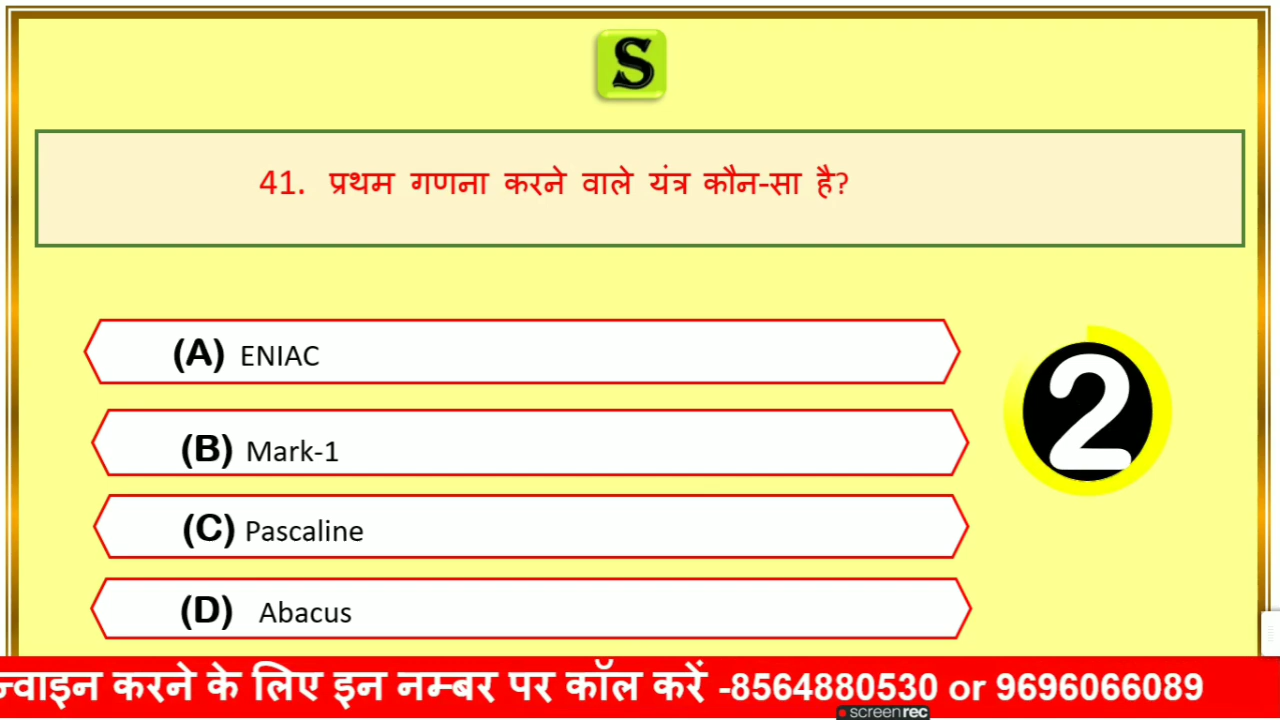 S
41. प्रथम गणना करने वाले यंत्र कौन-सा है?
(A) ENIAC
(B) Mark-1
2
(C) Pascaline
(D) Abacus
करने के लिए इन नम्बर पर कॉल करें -8564880530 or 9696066089
screenrec